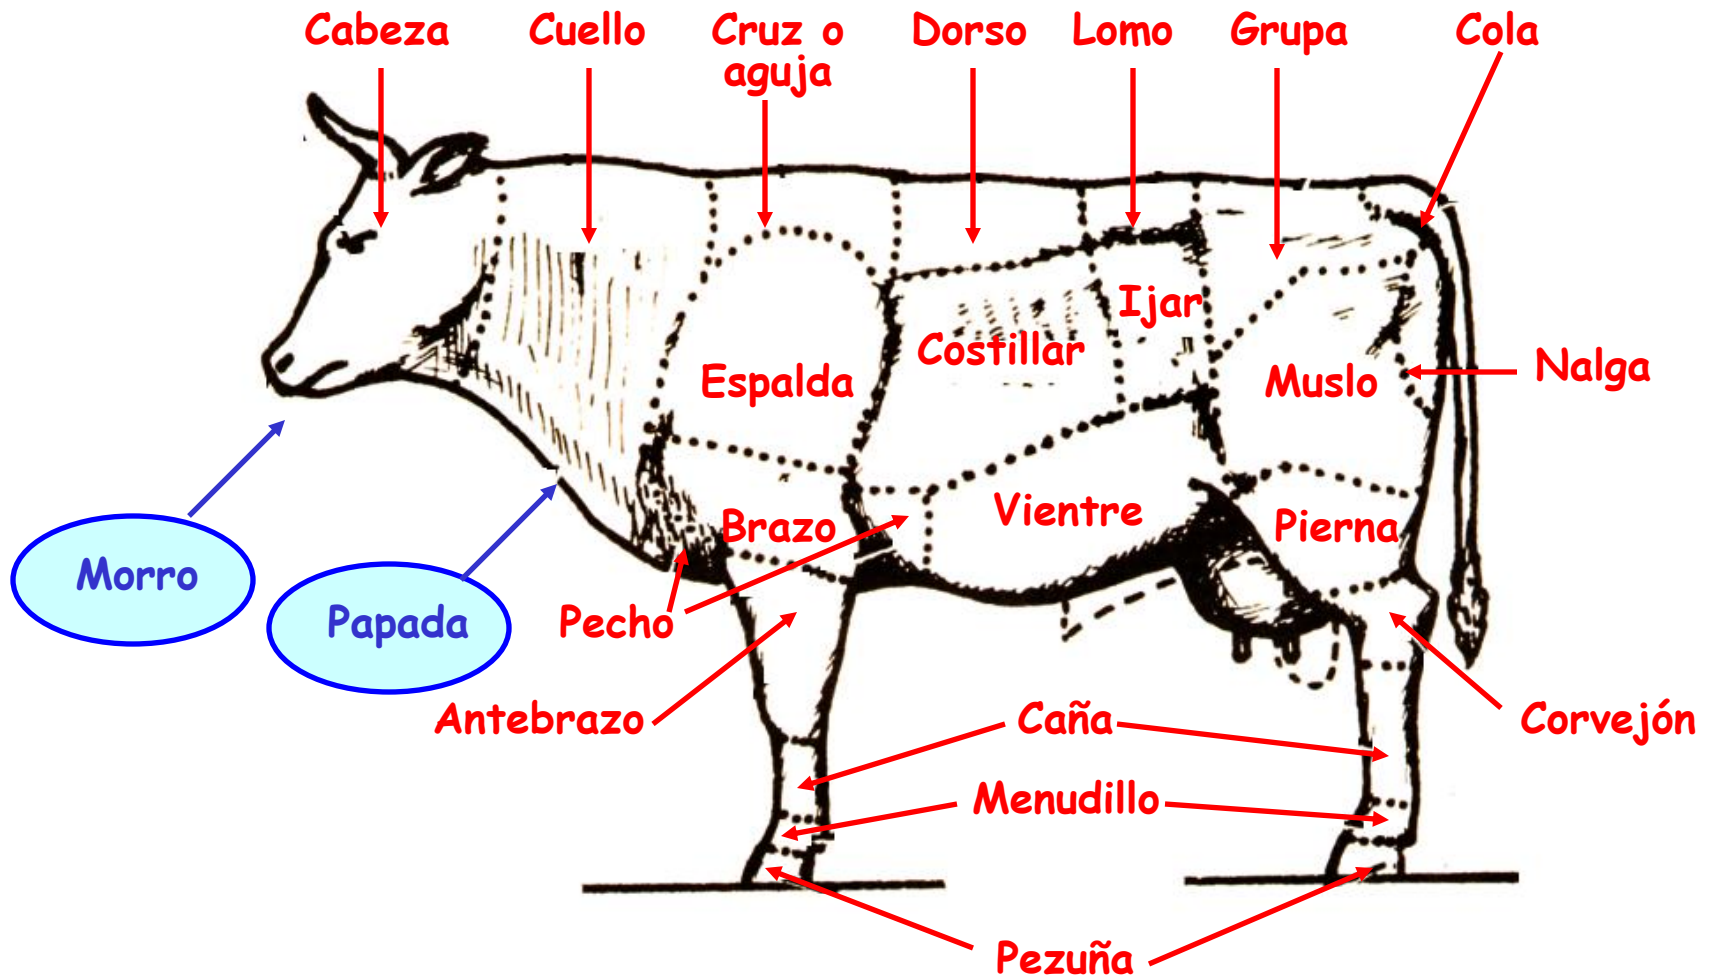 Cabeza
Cuello
Cruz o
aguja
Dorso
Lomo
Grupa
Cola
Ijar
Costillar
Espalda
Muslo
Nalga
Vientre
Brazo
Pierna
Morro
Papada
Pecho
Antebrazo
Caña
Corvejón
Menudillo
Pezuña